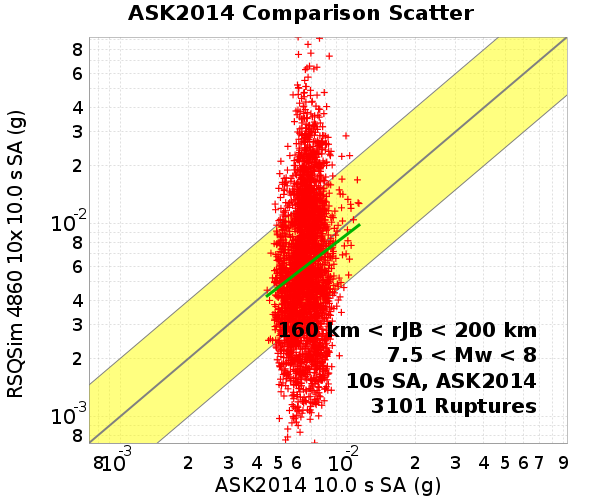 ASK2014 Comparison Scatter
RSQSim 4860 10x 10.0 s SA (g)
8
6
4
3
2
10-2
8
6
4
3
2
10-3
8
160 km < rJB < 200 km
7.5 < Mw < 8
10s SA, ASK2014
3101 Ruptures
8 10-3 2 3 4 5 6 10-2 2 3 4 5 6 7 9
ASK2014 10.0 s SA (g)